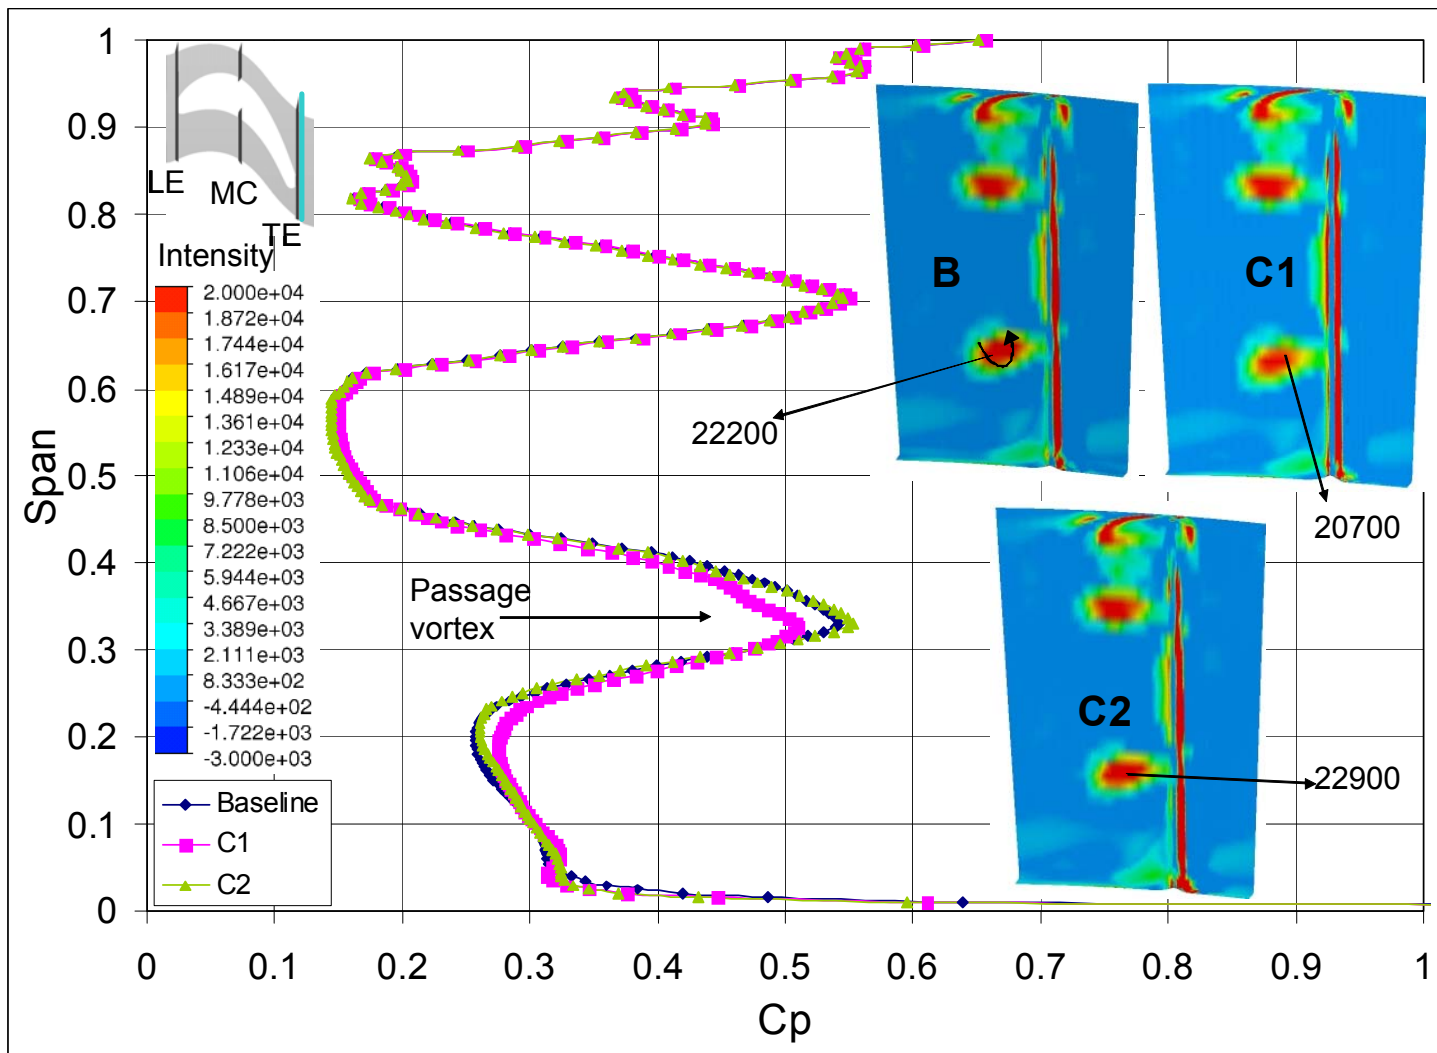 1
0.9
0.8
0.7
0.6
0.5
0.4
0.3
0.2
0.1
0
Span
LE
MC
TE
Intensity
2.000e+04
1.872e+04
1.744e+04
1.617e+04
1.489e+04
1.361e+04
1.233e+04
1.106e+04
9.778e+03
8.500e+03
7.222e+03
5.944e+03
4.667e+03
3.389e+03
2.111e+03
8.333e+02
-4.444e+02
-1.722e+03
-3.000e+03
Baseline
C1
C2
Passage
vortex
B
22200
C1
20700
C2
22900
0 0.1 0.2 0.3 0.4 0.5 0.6 0.7 0.8 0.9 1
Cp